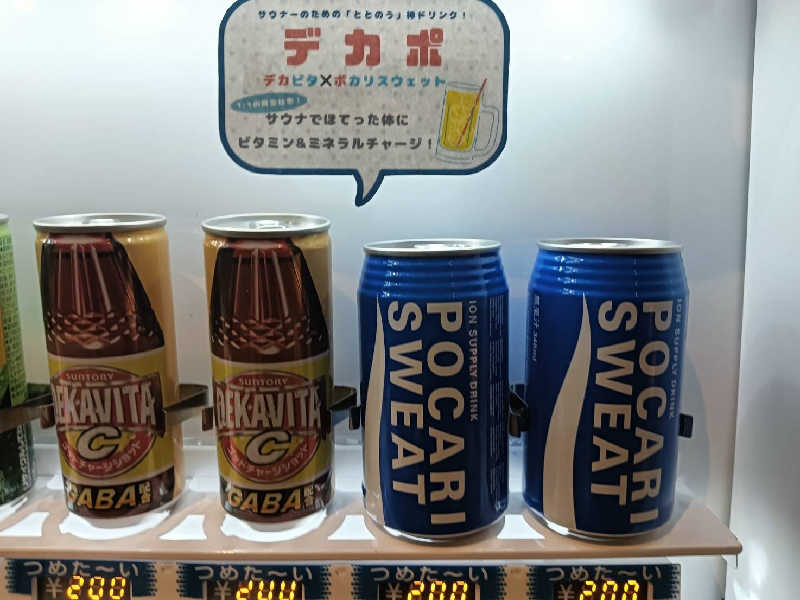 サウナーのための「ととのう」神ドリンク!
デカポ
デカビタ×ポカリスウェット
サウナでほてった体に
ビタミン&ミネラルチャージ!
SUNTORY
DEKAVITA
C
GABA 配合
SUNTORY
DEKAVITA
C
GABA 配合
POCARI
SWEAT
ION SUPPLY DRINK
POCARI
SWEAT
ION SUPPLY DRINK
つめた〜い
¥200
つめた〜い
¥
つめた〜い
¥200
つめた〜い
¥200